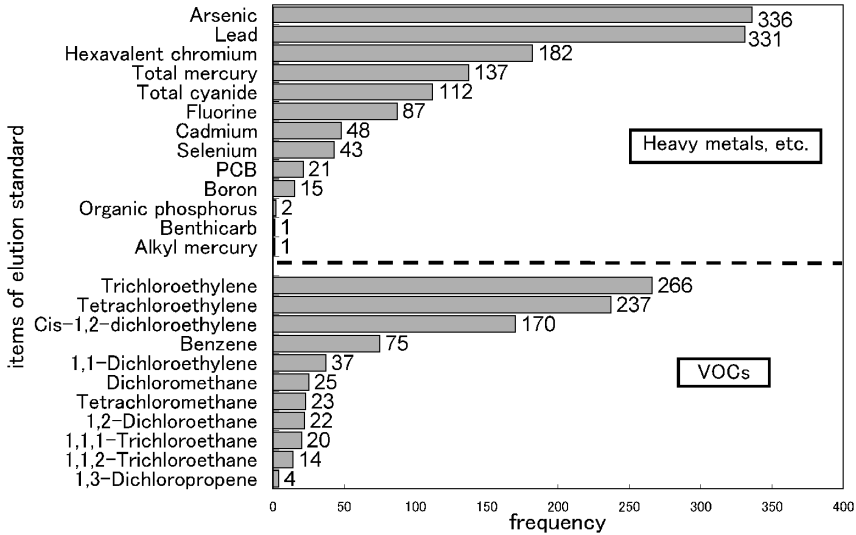 items of elution standard
Arsenic 336
Lead 331
Hexavalent chromium 182
Total mercury 137
Total cyanide 112
Fluorine 87
Cadmium 48
Selenium 43
PCB 21
Boron 15
Organic phosphorus 2
Benthicarb 1
Alkyl mercury 1
Heavy metals, etc.
Trichloroethylene 266
Tetrachloroethylene 237
Cis-1,2-dichloroethylene 170
Benzene 75
1,1-Dichloroethylene 37
Dichloromethane 25
Tetrachloromethane 23
1,2-Dichloroethane 22
1,1,1-Trichloroethane 20
1,1,2-Trichloroethane 14
1,3-Dichloropropene 4
VOCs
0 50 100 150 200 250 300 350 400
frequency